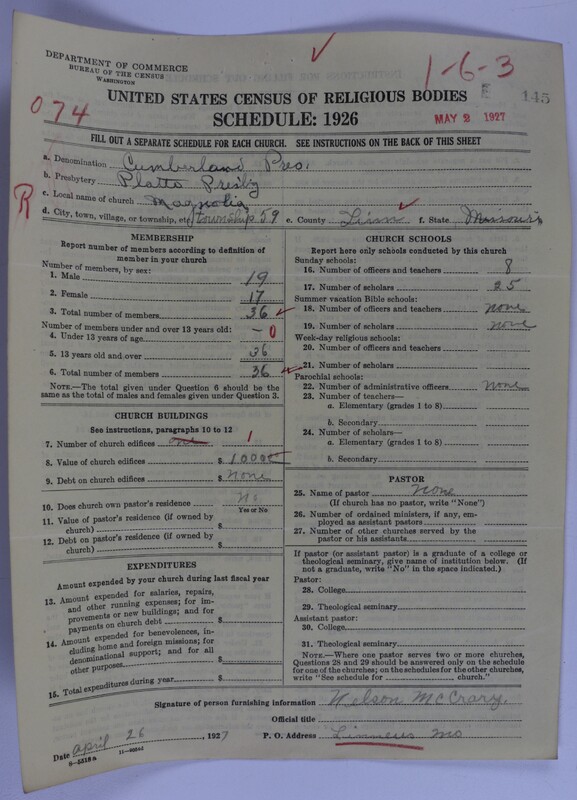 DEPARTMENT OF COMMERCE
BUREAU OF THE CENSUS
WASHINGTON
1-6-3
145
074
UNITED STATES CENSUS OF RELIGIOUS BODIES
SCHEDULE: 1926
MAY 2 1927
FILL OUT A SEPARATE SCHEDULE FOR EACH CHURCH. SEE INSTRUCTIONS ON THE BACK OF THIS SHEET
a. Denomination Cumberland Pres.
b. Presbytery Platto Presby
R
c. Local name of church Magnolia
d. City, town, village, or township, etc. township 59 e. County Linn f. State Missouri
MEMBERSHIP
Report number of members according to definition of member in your church
Number of members, by sex:
1. Male 19
2. Female 17
3. Total number of members 36
Number of members under and over 13 years old:
4. Under 13 years of age - 0
5. 13 years old and over 36
6. Total number of members 36
NOTE.—The total given under Question 6 should be the same as the total of males and females given under Question 3.
CHURCH BUILDINGS
See instructions, paragraphs 10 to 12
7. Number of church edifices one 1
8. Value of church edifices $ 1000
9. Debt on church edifices $ None
10. Does church own pastor's residence No
Yes or No
11. Value of pastor's residence (if owned by church) $
12. Debt on pastor's residence (if owned by church) $
EXPENDITURES
Amount expended by your church during last fiscal year
13. Amount expended for salaries, repairs, and other running expenses; for improvements or new buildings; and for payments on church debt $
14. Amount expended for benevolences, including home and foreign missions; for denominational support; and for all other purposes $
15. Total expenditures during year $
CHURCH SCHOOLS
Report here only schools conducted by this church
Sunday schools:
16. Number of officers and teachers 8
17. Number of scholars 25
Summer vacation Bible schools:
18. Number of officers and teachers none
19. Number of scholars none
Week-day religious schools:
20. Number of officers and teachers
21. Number of scholars
Parochial schools:
22. Number of administrative officers none
23. Number of teachers—
a. Elementary (grades 1 to 8)
b. Secondary
24. Number of scholars—
a. Elementary (grades 1 to 8)
b. Secondary
PASTOR
25. Name of pastor none
(If church has no pastor, write "None")
26. Number of ordained ministers, if any, employed as assistant pastors
27. Number of other churches served by the pastor or his assistants
If pastor (or assistant pastor) is a graduate of a college or theological seminary, give name of institution below. (If not a graduate, write "No" in the space indicated.)
Pastor:
28. College
29. Theological seminary
Assistant pastor:
30. College
31. Theological seminary
NOTE.—Where one pastor serves two or more churches, Questions 28 and 29 should be answered only on the schedule for one of the churches; on the schedules for the other churches, write "See schedule for church."
Signature of person furnishing information Wilson McCrary
Official title
Date april 26, 1927 P. O. Address Linneus Mo